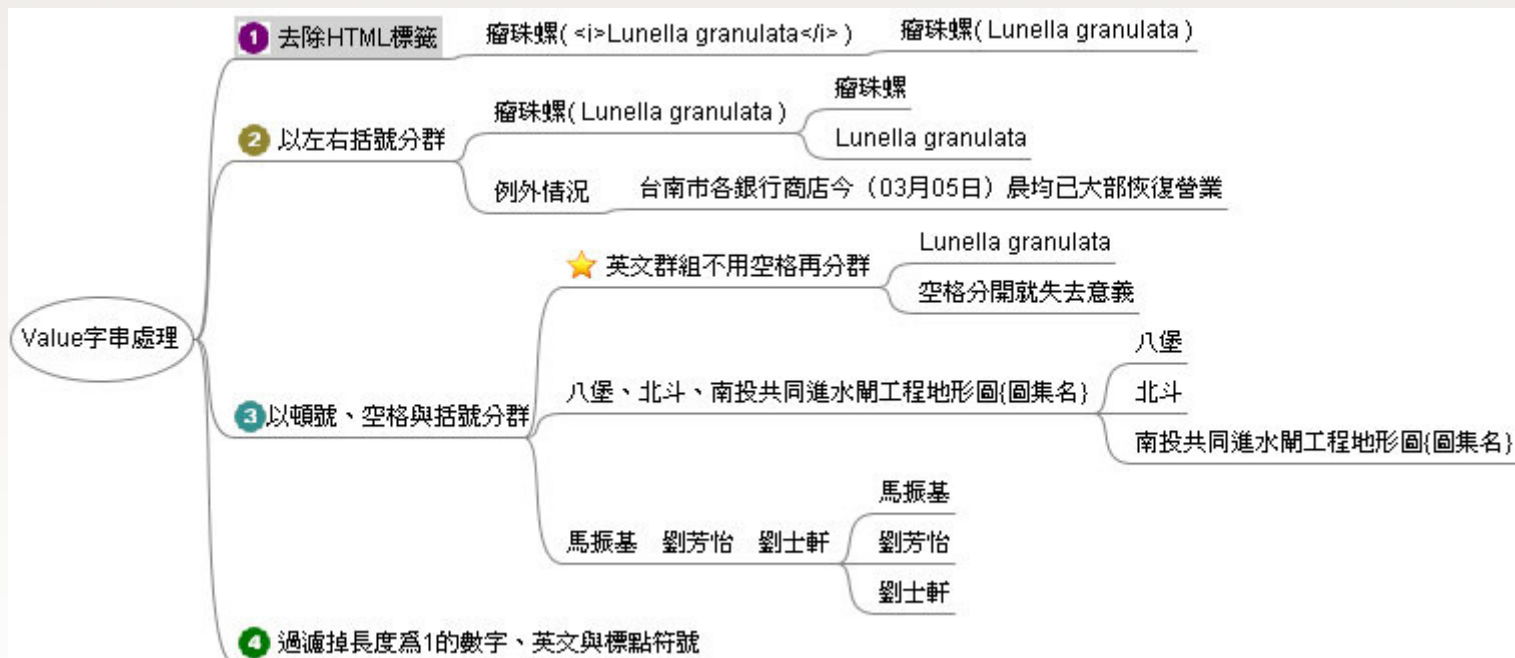 Value字串處理
1 去除HTML標籤
瘤珠螺( <i>Lunella granulata</i> )
瘤珠螺( Lunella granulata )
2 以左右括號分群
瘤珠螺( Lunella granulata )
瘤珠螺
Lunella granulata
例外情況
台南市各銀行商店今（03月05日）晨均已大部恢復營業
3 以頓號、空格與括號分群
英文群組不用空格再分群
Lunella granulata
空格分開就失去意義
八堡、北斗、南投共同進水閘工程地形圖{圖集名}
八堡
北斗
南投共同進水閘工程地形圖{圖集名}
馬振基　劉芳怡　劉士軒
馬振基
劉芳怡
劉士軒
4 過濾掉長度為1的數字、英文與標點符號